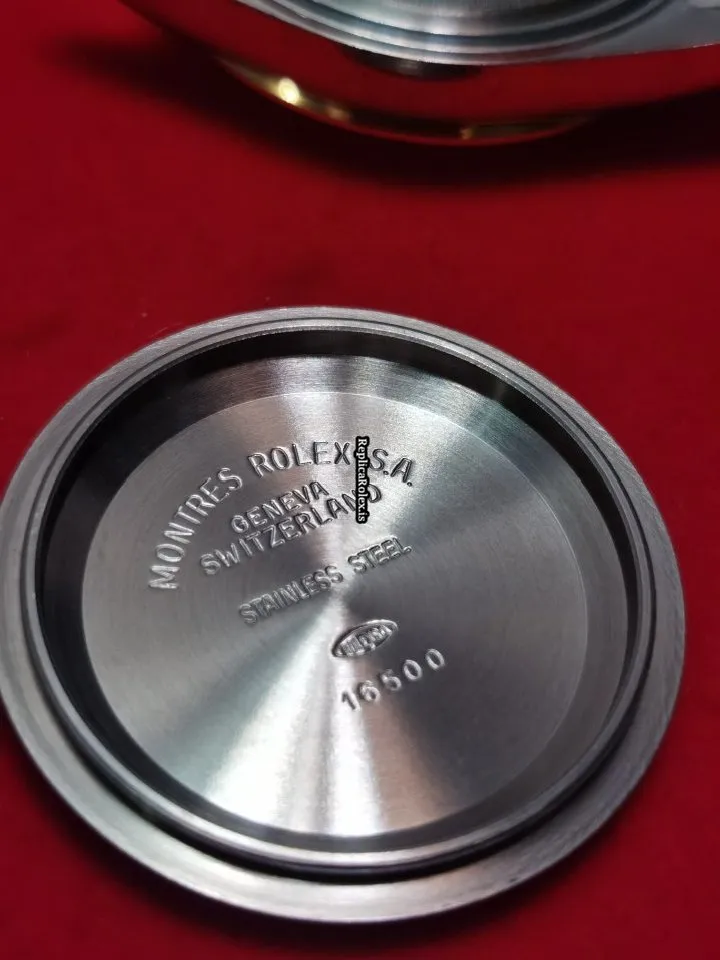 MONTRES ROLEX S.A.
GENEVA
SWITZERLAND
STAINLESS STEEL
16500
ReplicaRolex.is